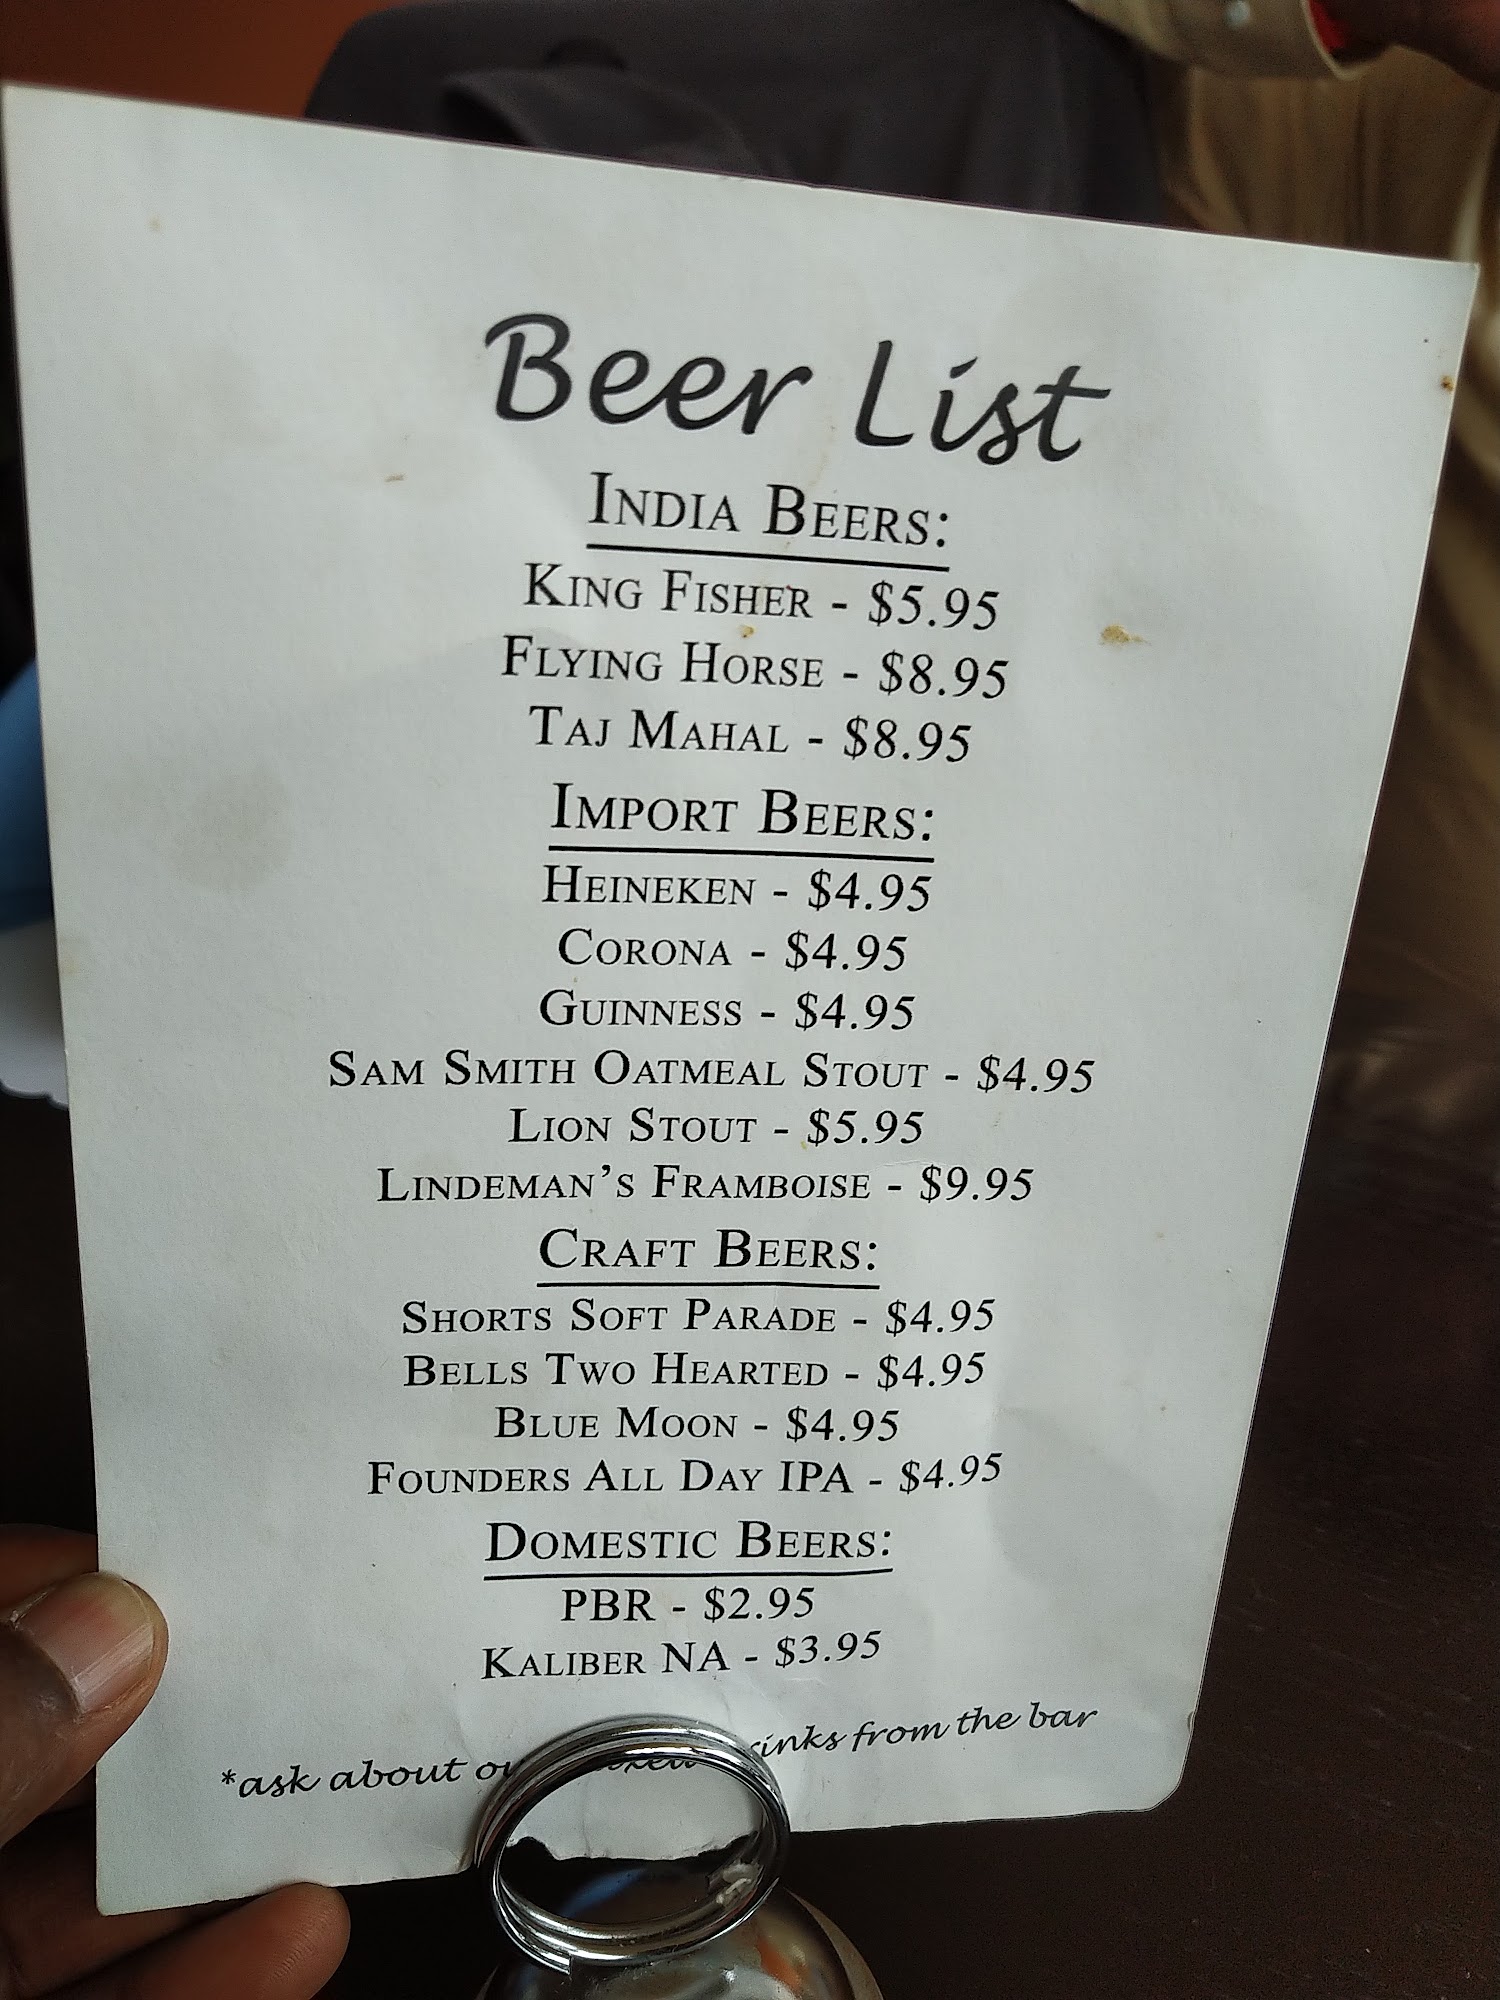 Beer List
INDIA BEERS:
KING FISHER - $5.95
FLYING HORSE - $8.95
TAJ MAHAL - $8.95
IMPORT BEERS:
HEINEKEN - $4.95
CORONA - $4.95
GUINNESS - $4.95
SAM SMITH OATMEAL STOUT - $4.95
LION STOUT - $5.95
LINDEMAN'S FRAMBOISE - $9.95
CRAFT BEERS:
SHORTS SOFT PARADE - $4.95
BELLS TWO HEARTED - $4.95
BLUE MOON - $4.95
FOUNDERS ALL DAY IPA - $4.95
DOMESTIC BEERS:
PBR - $2.95
KALIBER NA - $3.95
*ask about from the bar